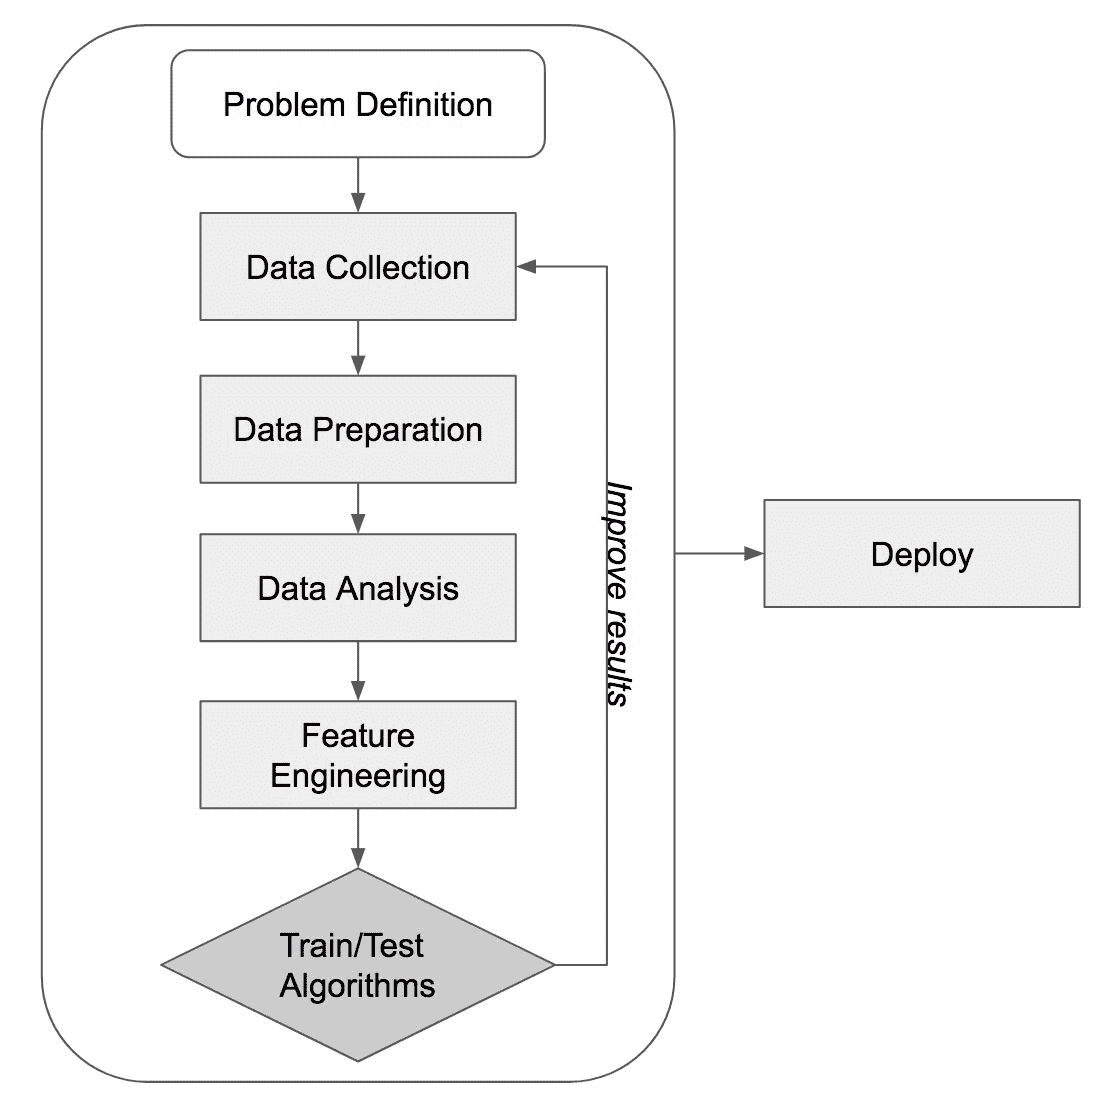 Problem Definition
Data Collection
Data Preparation
Data Analysis
Feature
Engineering
Train/Test
Algorithms
Improve results
Deploy